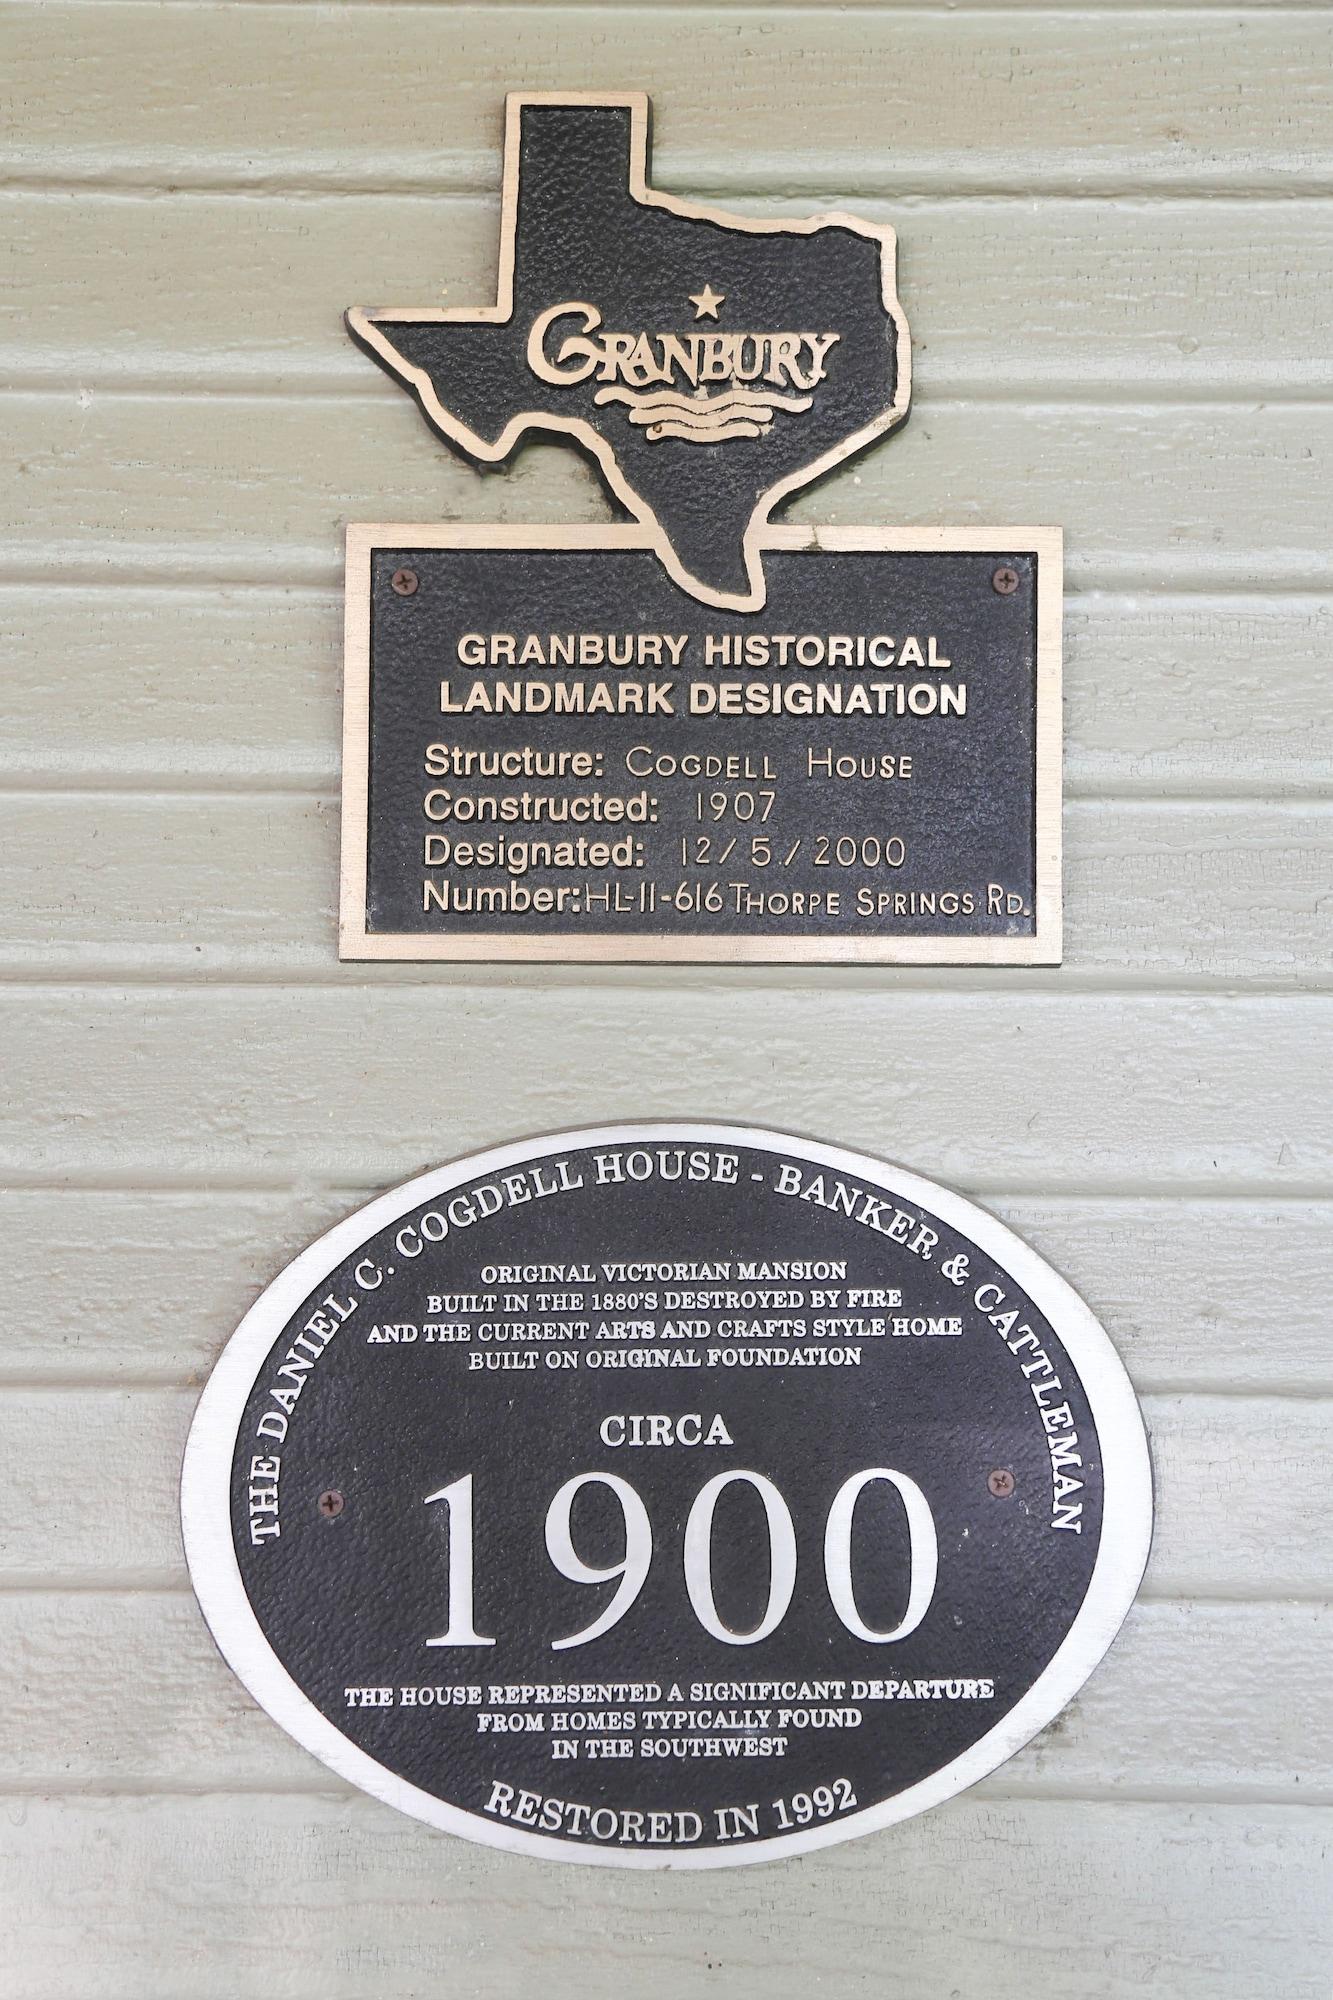 GRANBURY
GRANBURY HISTORICAL
LANDMARK DESIGNATION
Structure: COGDELL HOUSE
Constructed: 1907
Designated: 12/5/2000
Number: HL-11-616 THORPE SPRINGS RD.
THE DANIEL C. COGDELL HOUSE - BANKER & CATTLEMAN
ORIGINAL VICTORIAN MANSION
BUILT IN THE 1880'S DESTROYED BY FIRE
AND THE CURRENT ARTS AND CRAFTS STYLE HOME
BUILT ON ORIGINAL FOUNDATION
CIRCA
1900
THE HOUSE REPRESENTED A SIGNIFICANT DEPARTURE
FROM HOMES TYPICALLY FOUND
IN THE SOUTHWEST
RESTORED IN 1992